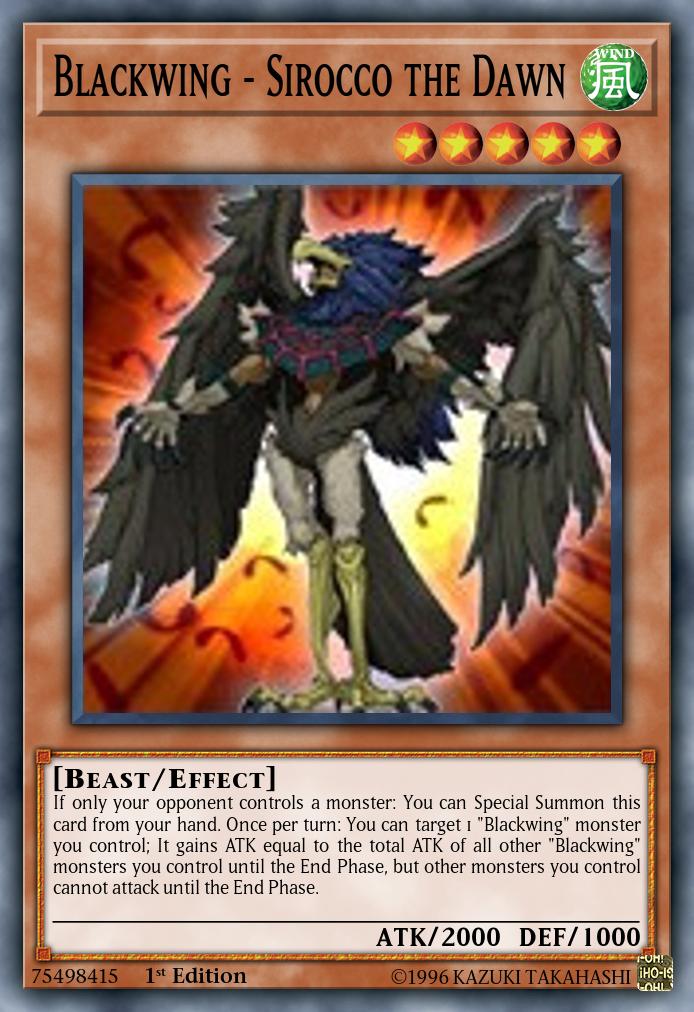 Blackwing - Sirocco the Dawn
WIND
風
[Beast/Effect]
If only your opponent controls a monster: You can Special Summon this
card from your hand. Once per turn: You can target 1 "Blackwing" monster
you control; It gains ATK equal to the total ATK of all other "Blackwing"
monsters you control until the End Phase, but other monsters you control
cannot attack until the End Phase.
ATK/2000 DEF/1000
75498415 1st Edition ©1996 KAZUKI TAKAHASHI